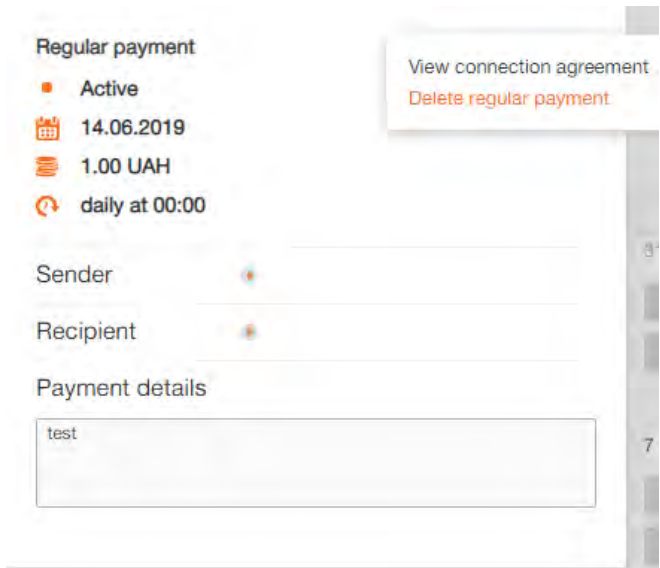 Regular payment
View connection agreement
Delete regular payment
Active
14.06.2019
1.00 UAH
daily at 00:00
Sender
Recipient
Payment details
test
7